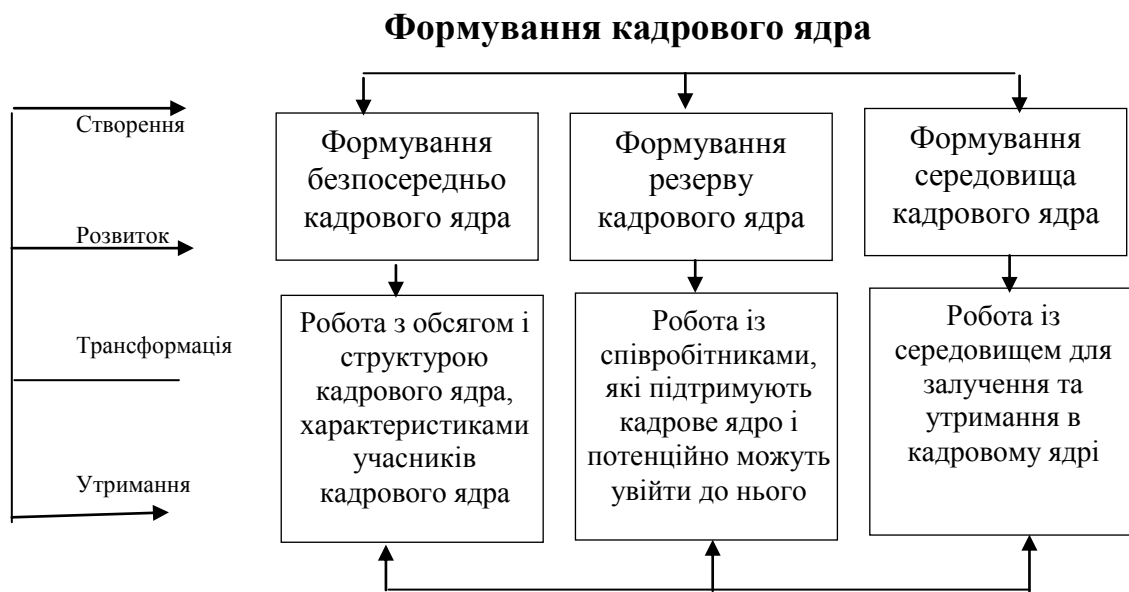 Формування кадрового ядра
Створення
Розвиток
Трансформація
Утримання
Формування
безпосередньо
кадрового ядра
Формування
резерву
кадрового ядра
Формування
середовища
кадрового ядра
Робота з обсягом і
структурою
кадрового ядра,
характеристиками
учасників
кадрового ядра
Робота із
співробітниками,
які підтримують
кадрове ядро і
потенційно можуть
увійти до нього
Робота із
середовищем для
залучення та
утримання в
кадровому ядрі